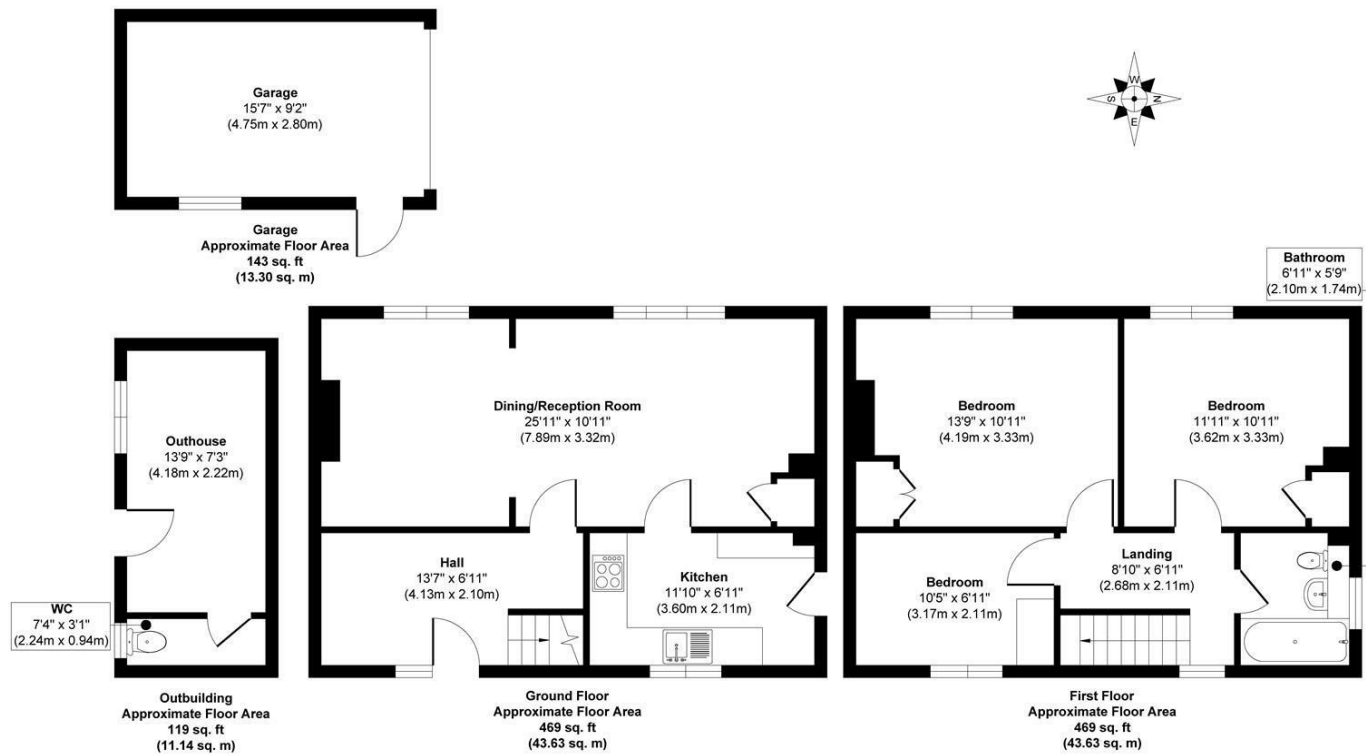 Garage
15'7" x 9'2"
(4.75m x 2.80m)
W
S
N
E
Garage
Approximate Floor Area
143 sq. ft
(13.30 sq. m)
Bathroom
6'11" x 5'9"
(2.10m x 1.74m)
Outhouse
13'9" x 7'3"
(4.18m x 2.22m)
WC
7'4" x 3'1"
(2.24m x 0.94m)
Outbuilding
Approximate Floor Area
119 sq. ft
(11.14 sq. m)
Dining/Reception Room
25'11" x 10'11"
(7.89m x 3.32m)
Hall
13'7" x 6'11"
(4.13m x 2.10m)
Kitchen
11'10" x 6'11"
(3.60m x 2.11m)
Ground Floor
Approximate Floor Area
469 sq. ft
(43.63 sq. m)
Bedroom
13'9" x 10'11"
(4.19m x 3.33m)
Bedroom
11'11" x 10'11"
(3.62m x 3.33m)
Landing
8'10" x 6'11"
(2.68m x 2.11m)
Bedroom
10'5" x 6'11"
(3.17m x 2.11m)
First Floor
Approximate Floor Area
469 sq. ft
(43.63 sq. m)